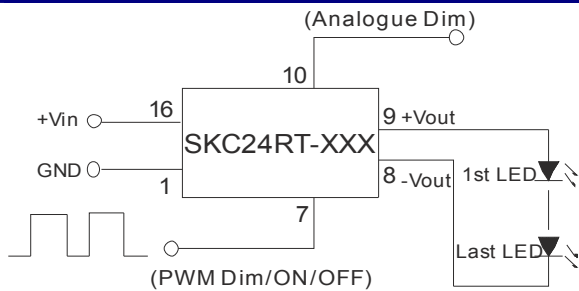 (Analogue Dim)
10
16
9 +Vout
+Vin
SKC24RT-XXX
GND
1
8 -Vout
1st LED
7
Last LED
(PWM Dim/ON/OFF)